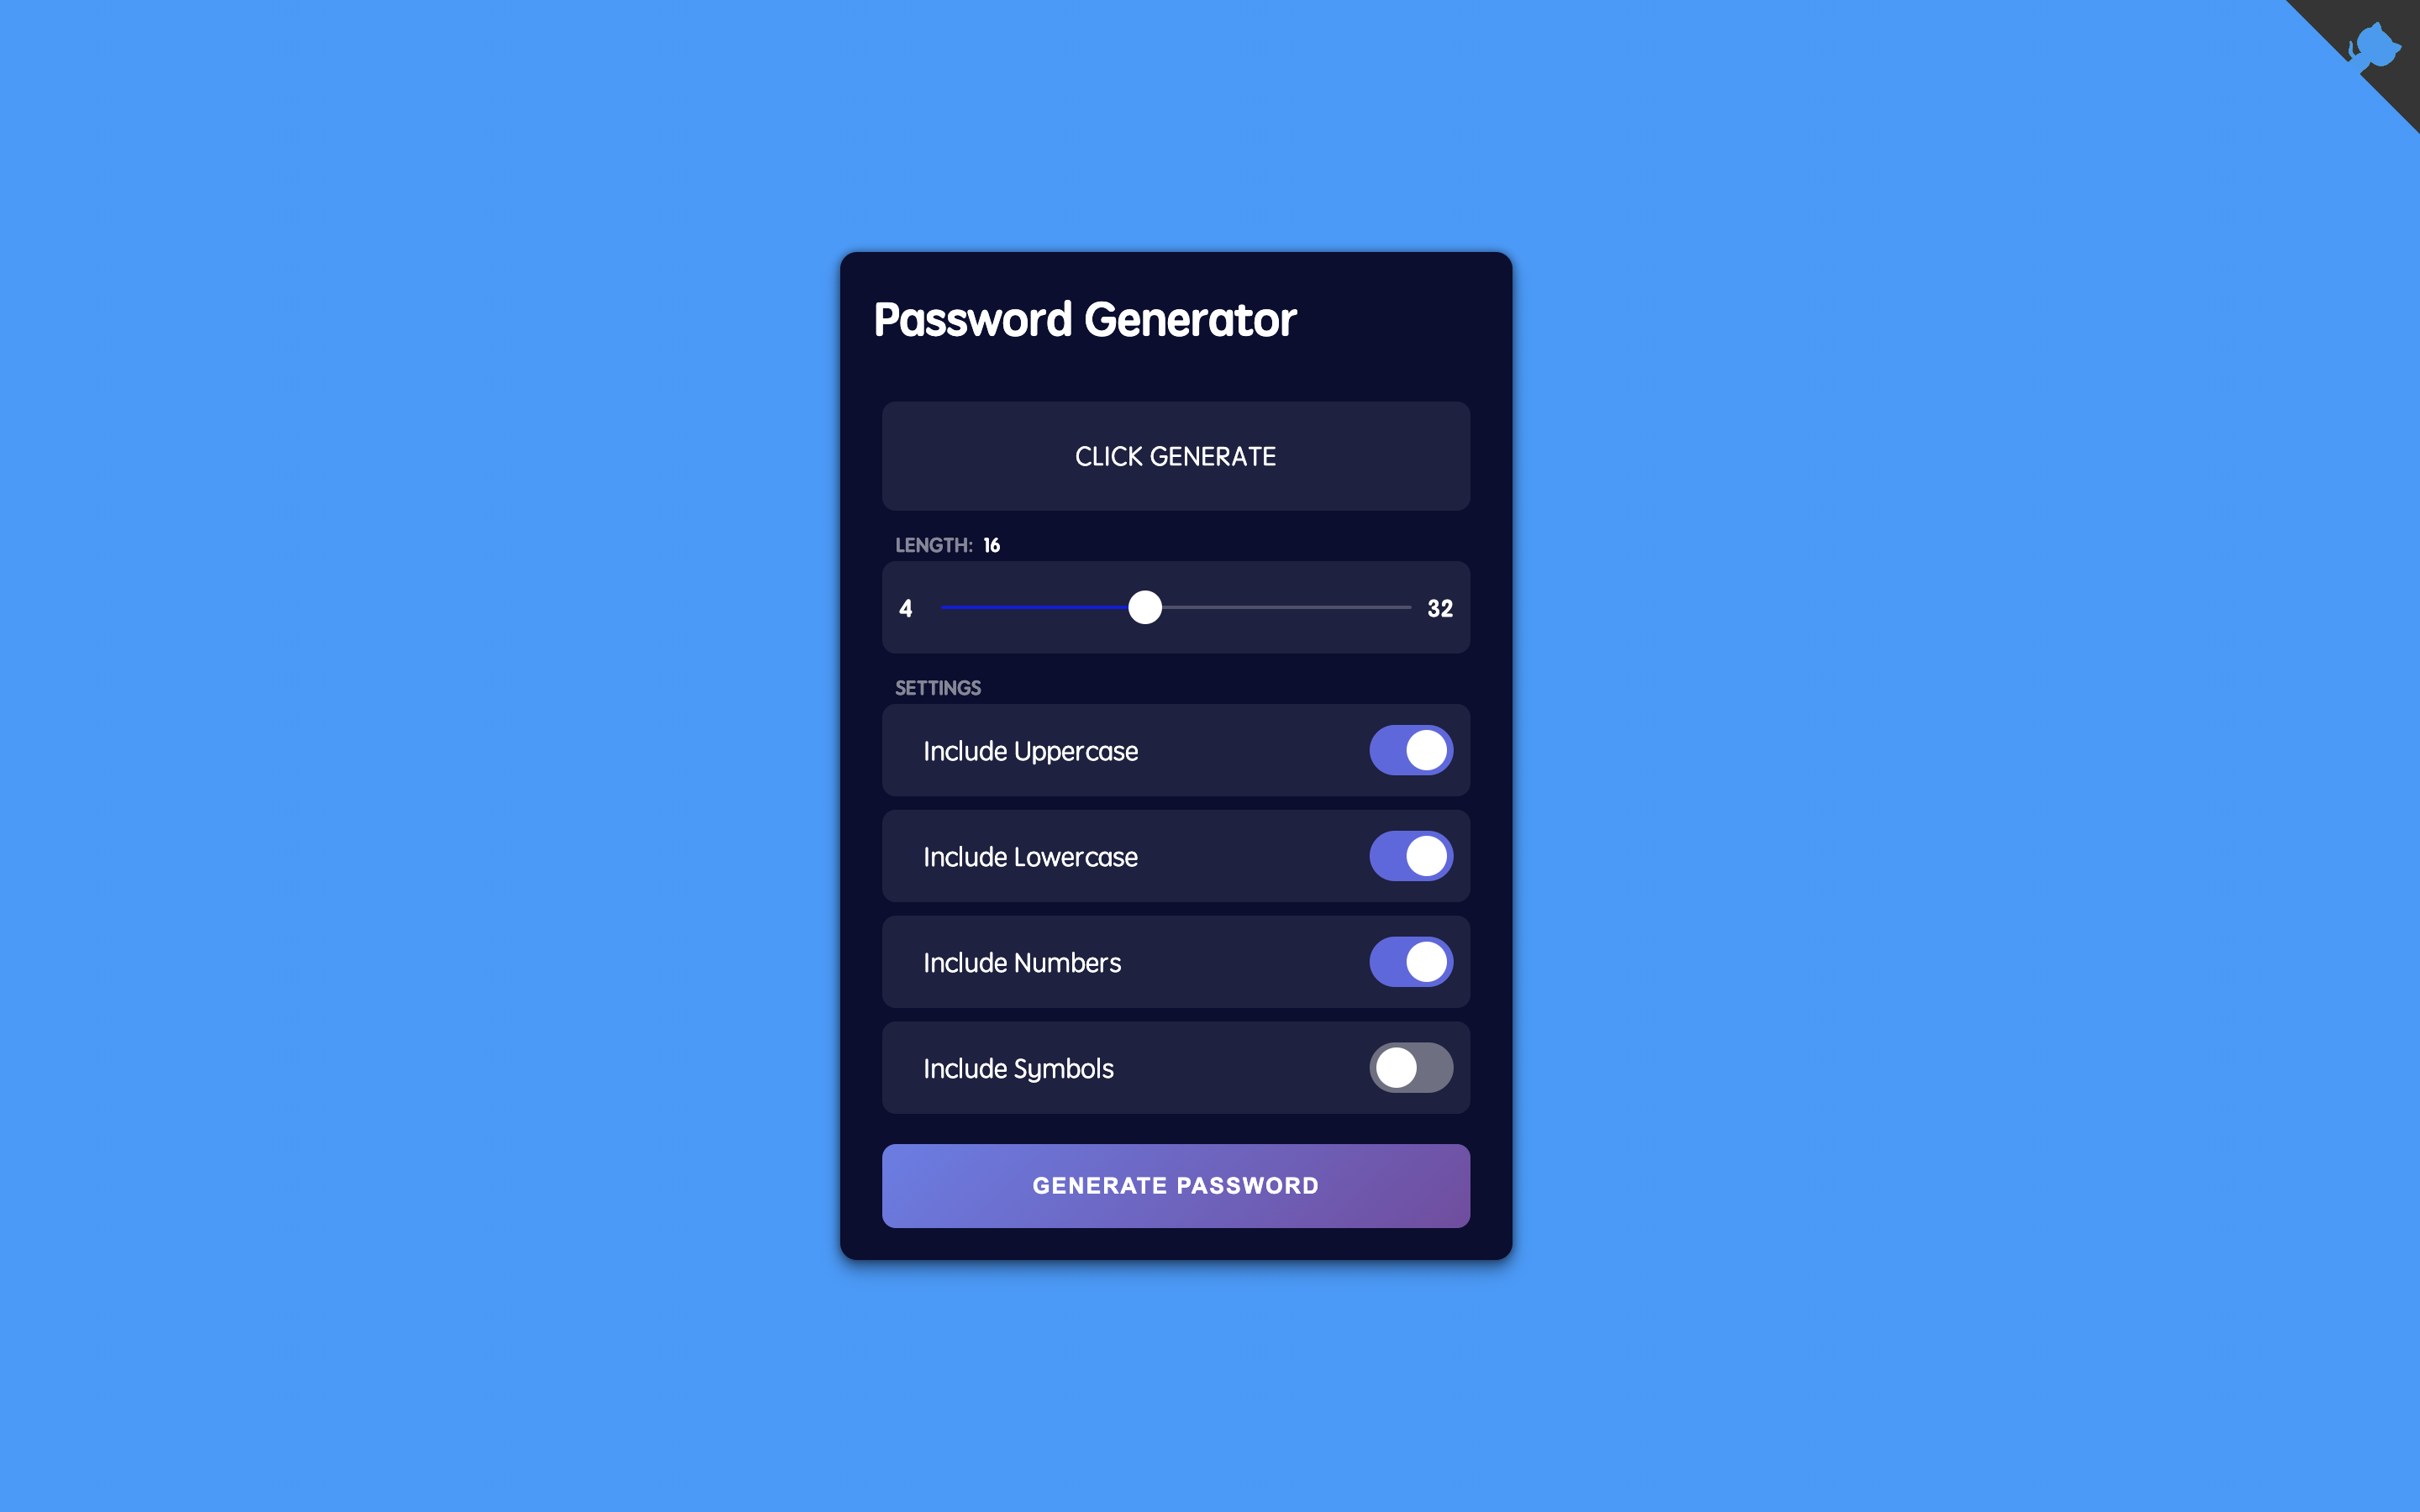 Password Generator
CLICK GENERATE
LENGTH: 16
4 32
SETTINGS
Include Uppercase
Include Lowercase
Include Numbers
Include Symbols
GENERATE PASSWORD